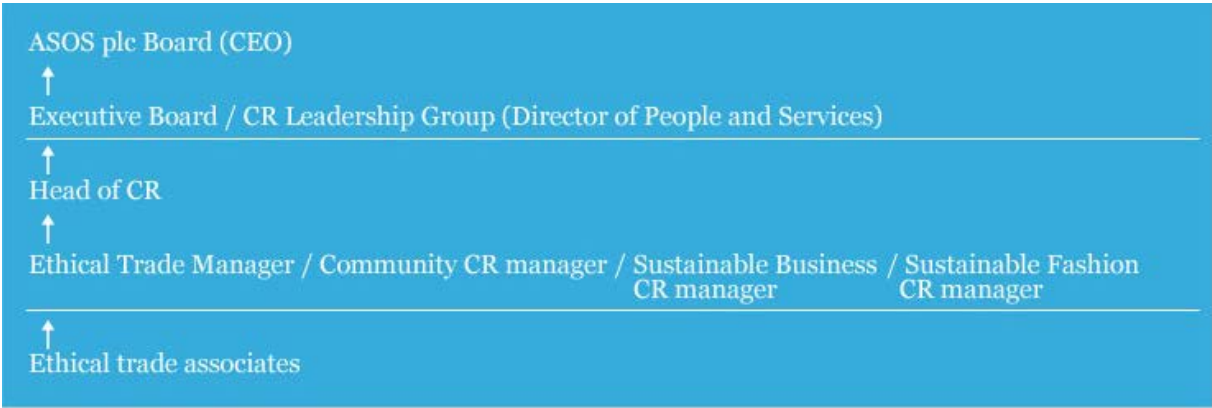 ASOS plc Board (CEO)
Executive Board / CR Leadership Group (Director of People and Services)
Head of CR
Ethical Trade Manager / Community CR manager / Sustainable Business / Sustainable Fashion
CR manager CR manager
Ethical trade associates